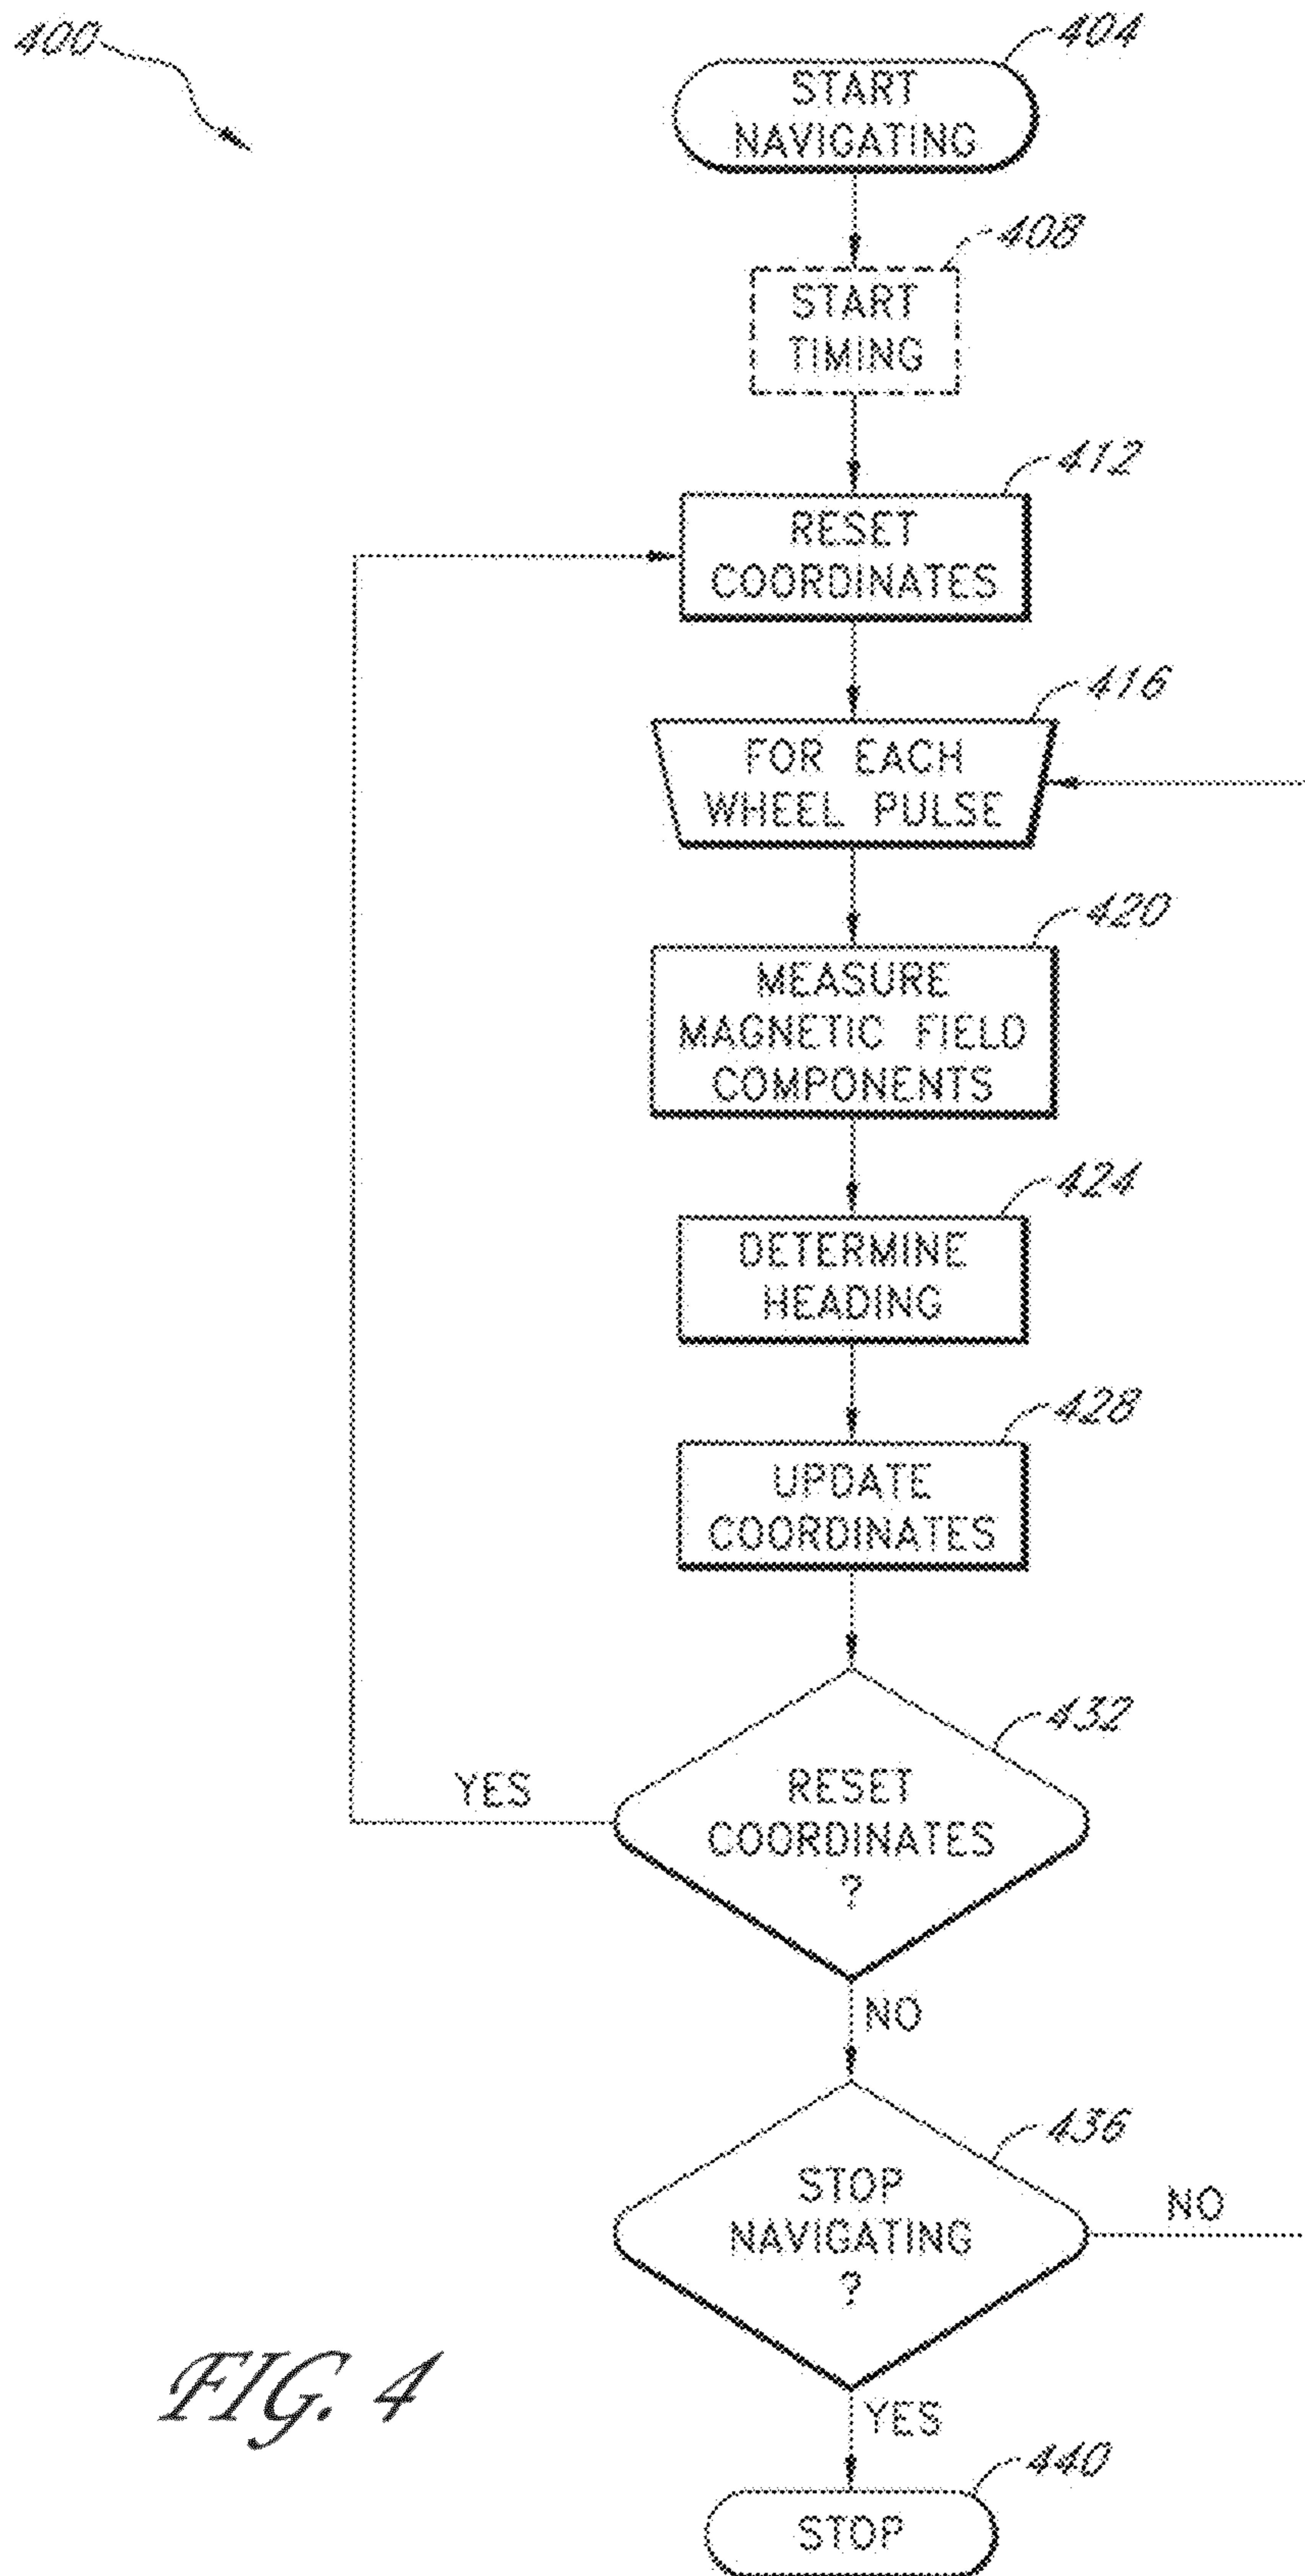 400
404
START
NAVIGATING
408
START
TIMING
412
RESET
COORDINATES
416
FOR EACH
WHEEL PULSE
420
MEASURE
MAGNETIC FIELD
COMPONENTS
424
DETERMINE
HEADING
428
UPDATE
COORDINATES
432
RESET
COORDINATES
?
YES
NO
436
STOP
NAVIGATING
?
NO
YES
440
STOP
FIG. 4